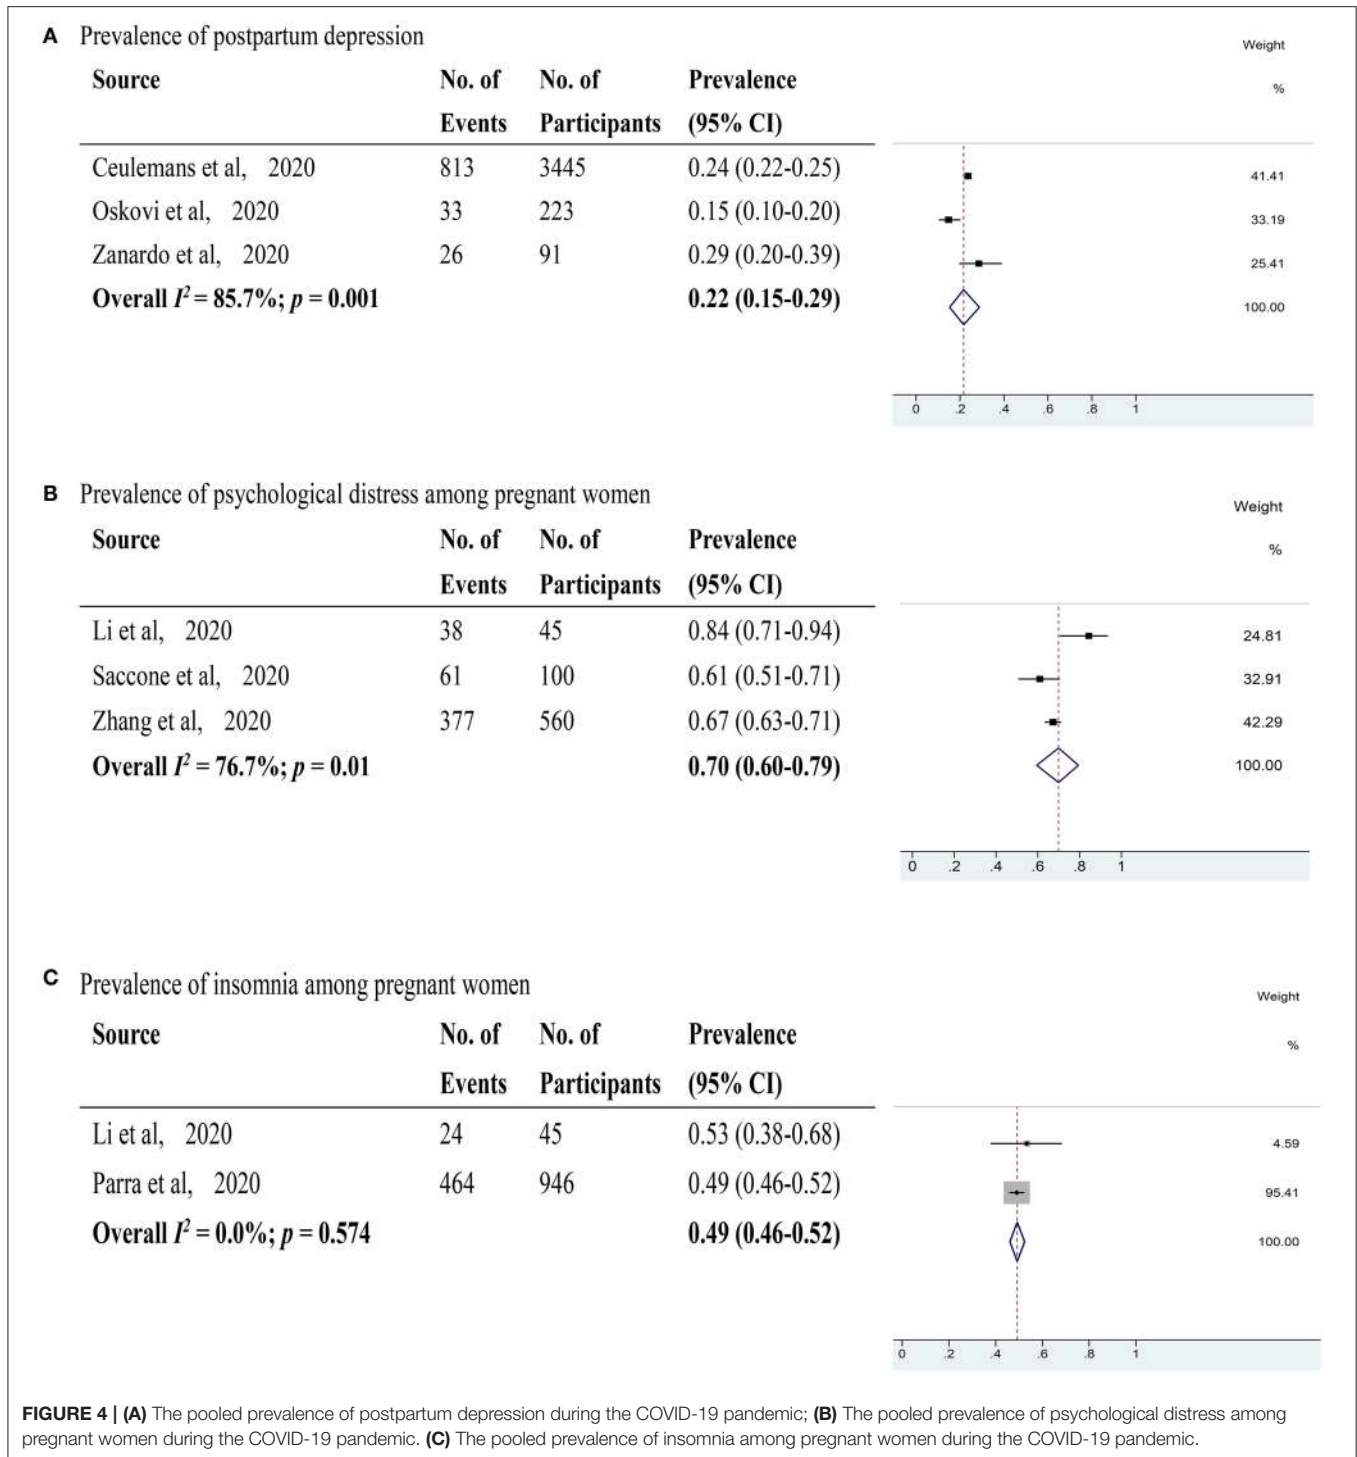 A Prevalence of postpartum depression
Weight
%
Source No. of No. of Prevalence
Events Participants (95% CI)
Ceulemans et al, 2020 813 3445 0.24 (0.22-0.25) 41.41
Oskovi et al, 2020 33 223 0.15 (0.10-0.20) 33.19
Zanardo et al, 2020 26 91 0.29 (0.20-0.39) 25.41
Overall I² = 85.7%; p = 0.001 0.22 (0.15-0.29) 100.00
0 .2 .4 .6 .8 1
B Prevalence of psychological distress among pregnant women
Weight
%
Source No. of No. of Prevalence
Events Participants (95% CI)
Li et al, 2020 38 45 0.84 (0.71-0.94) 24.81
Saccone et al, 2020 61 100 0.61 (0.51-0.71) 32.91
Zhang et al, 2020 377 560 0.67 (0.63-0.71) 42.29
Overall I² = 76.7%; p = 0.01 0.70 (0.60-0.79) 100.00
0 .2 .4 .6 .8 1
C Prevalence of insomnia among pregnant women
Weight
%
Source No. of No. of Prevalence
Events Participants (95% CI)
Li et al, 2020 24 45 0.53 (0.38-0.68) 4.59
Parra et al, 2020 464 946 0.49 (0.46-0.52) 95.41
Overall I² = 0.0%; p = 0.574 0.49 (0.46-0.52) 100.00
0 .2 .4 .6 .8 1
FIGURE 4 | (A) The pooled prevalence of postpartum depression during the COVID-19 pandemic; (B) The pooled prevalence of psychological distress among
pregnant women during the COVID-19 pandemic. (C) The pooled prevalence of insomnia among pregnant women during the COVID-19 pandemic.